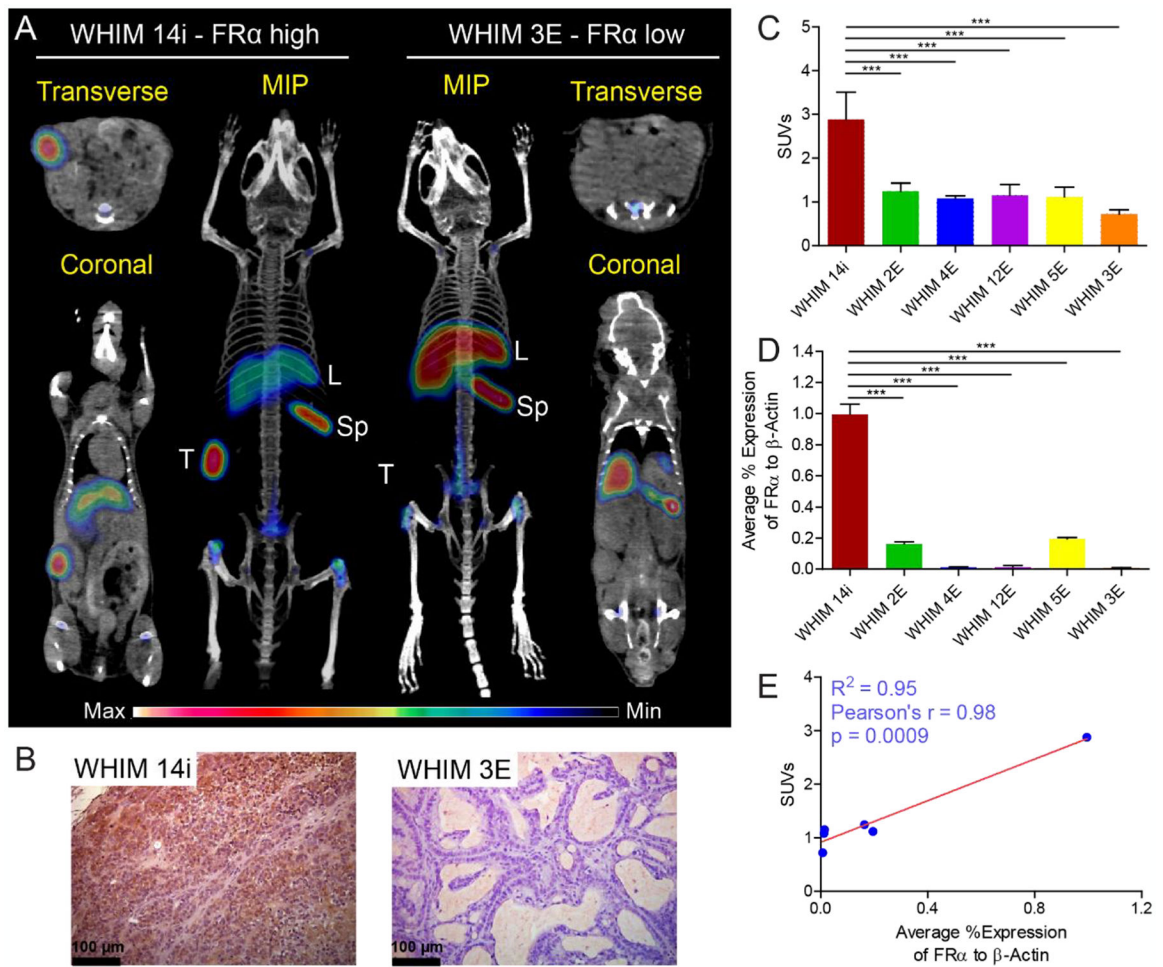 A
WHIM 14i - FRα high
WHIM 3E - FRα low
Transverse
MIP
MIP
Transverse
Coronal
Coronal
L
L
Sp
Sp
T
T
Max
Min
B
WHIM 14i
WHIM 3E
100 µm
100 µm
C
***
***
***
***
***
SUVs
5
4
3
2
1
0
WHIM 14i
WHIM 2E
WHIM 4E
WHIM 12E
WHIM 5E
WHIM 3E
D
***
***
***
***
***
Average % Expression
of FRα to β-Actin
1.4
1.2
1.0
0.8
0.6
0.4
0.2
0.0
WHIM 14i
WHIM 2E
WHIM 4E
WHIM 12E
WHIM 5E
WHIM 3E
E
R² = 0.95
Pearson's r = 0.98
p = 0.0009
SUVs
4
3
2
1
0
0.0
0.4
0.8
1.2
Average %Expression
of FRα to β-Actin